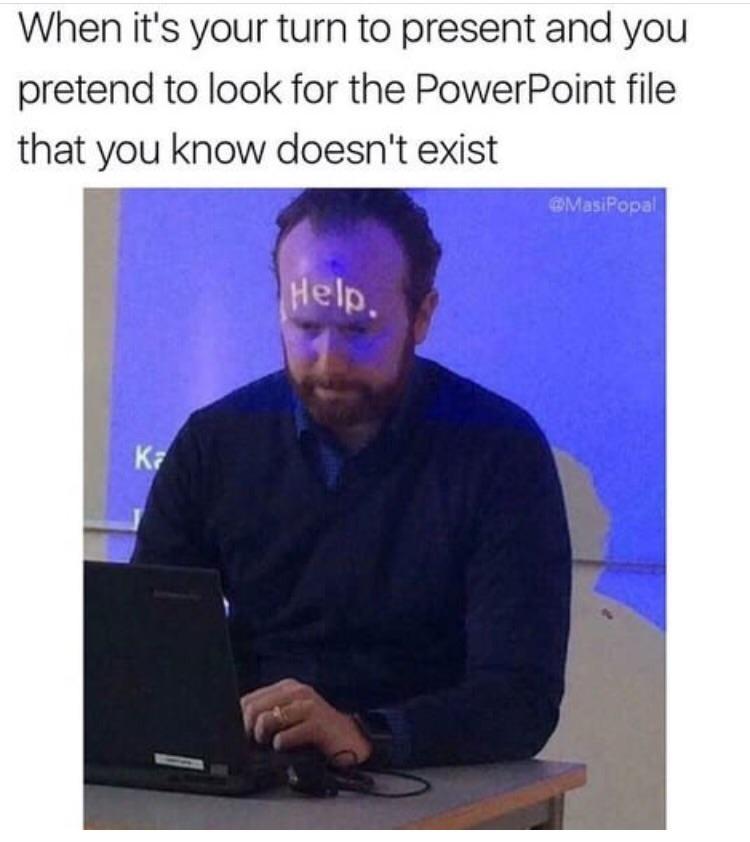 When it's your turn to present and you
pretend to look for the PowerPoint file
that you know doesn't exist
@MasiPopal
Help.